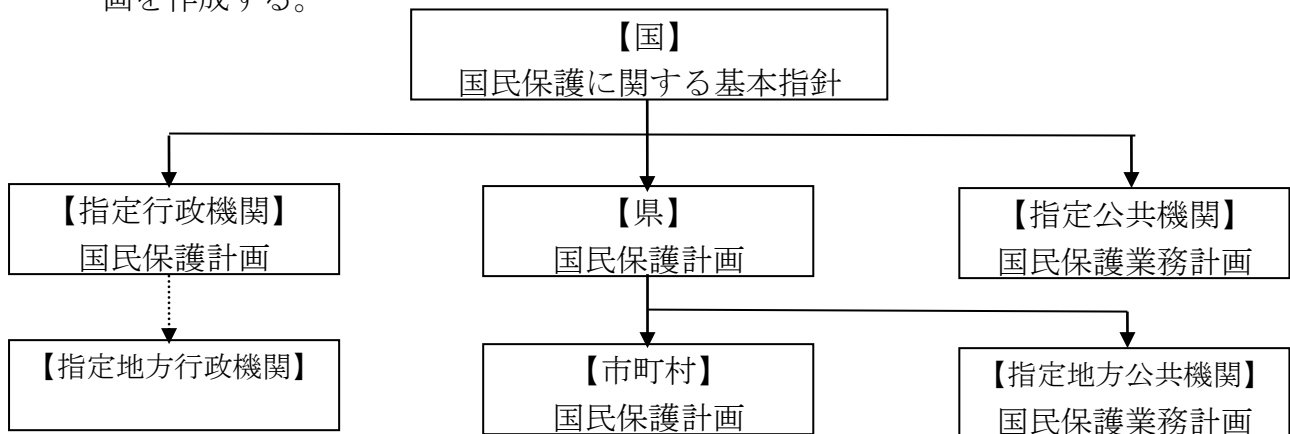 画を作成する。
【国】
国民保護に関する基本指針
【指定行政機関】
国民保護計画
【県】
国民保護計画
【指定公共機関】
国民保護業務計画
【指定地方行政機関】
【市町村】
国民保護計画
【指定地方公共機関】
国民保護業務計画